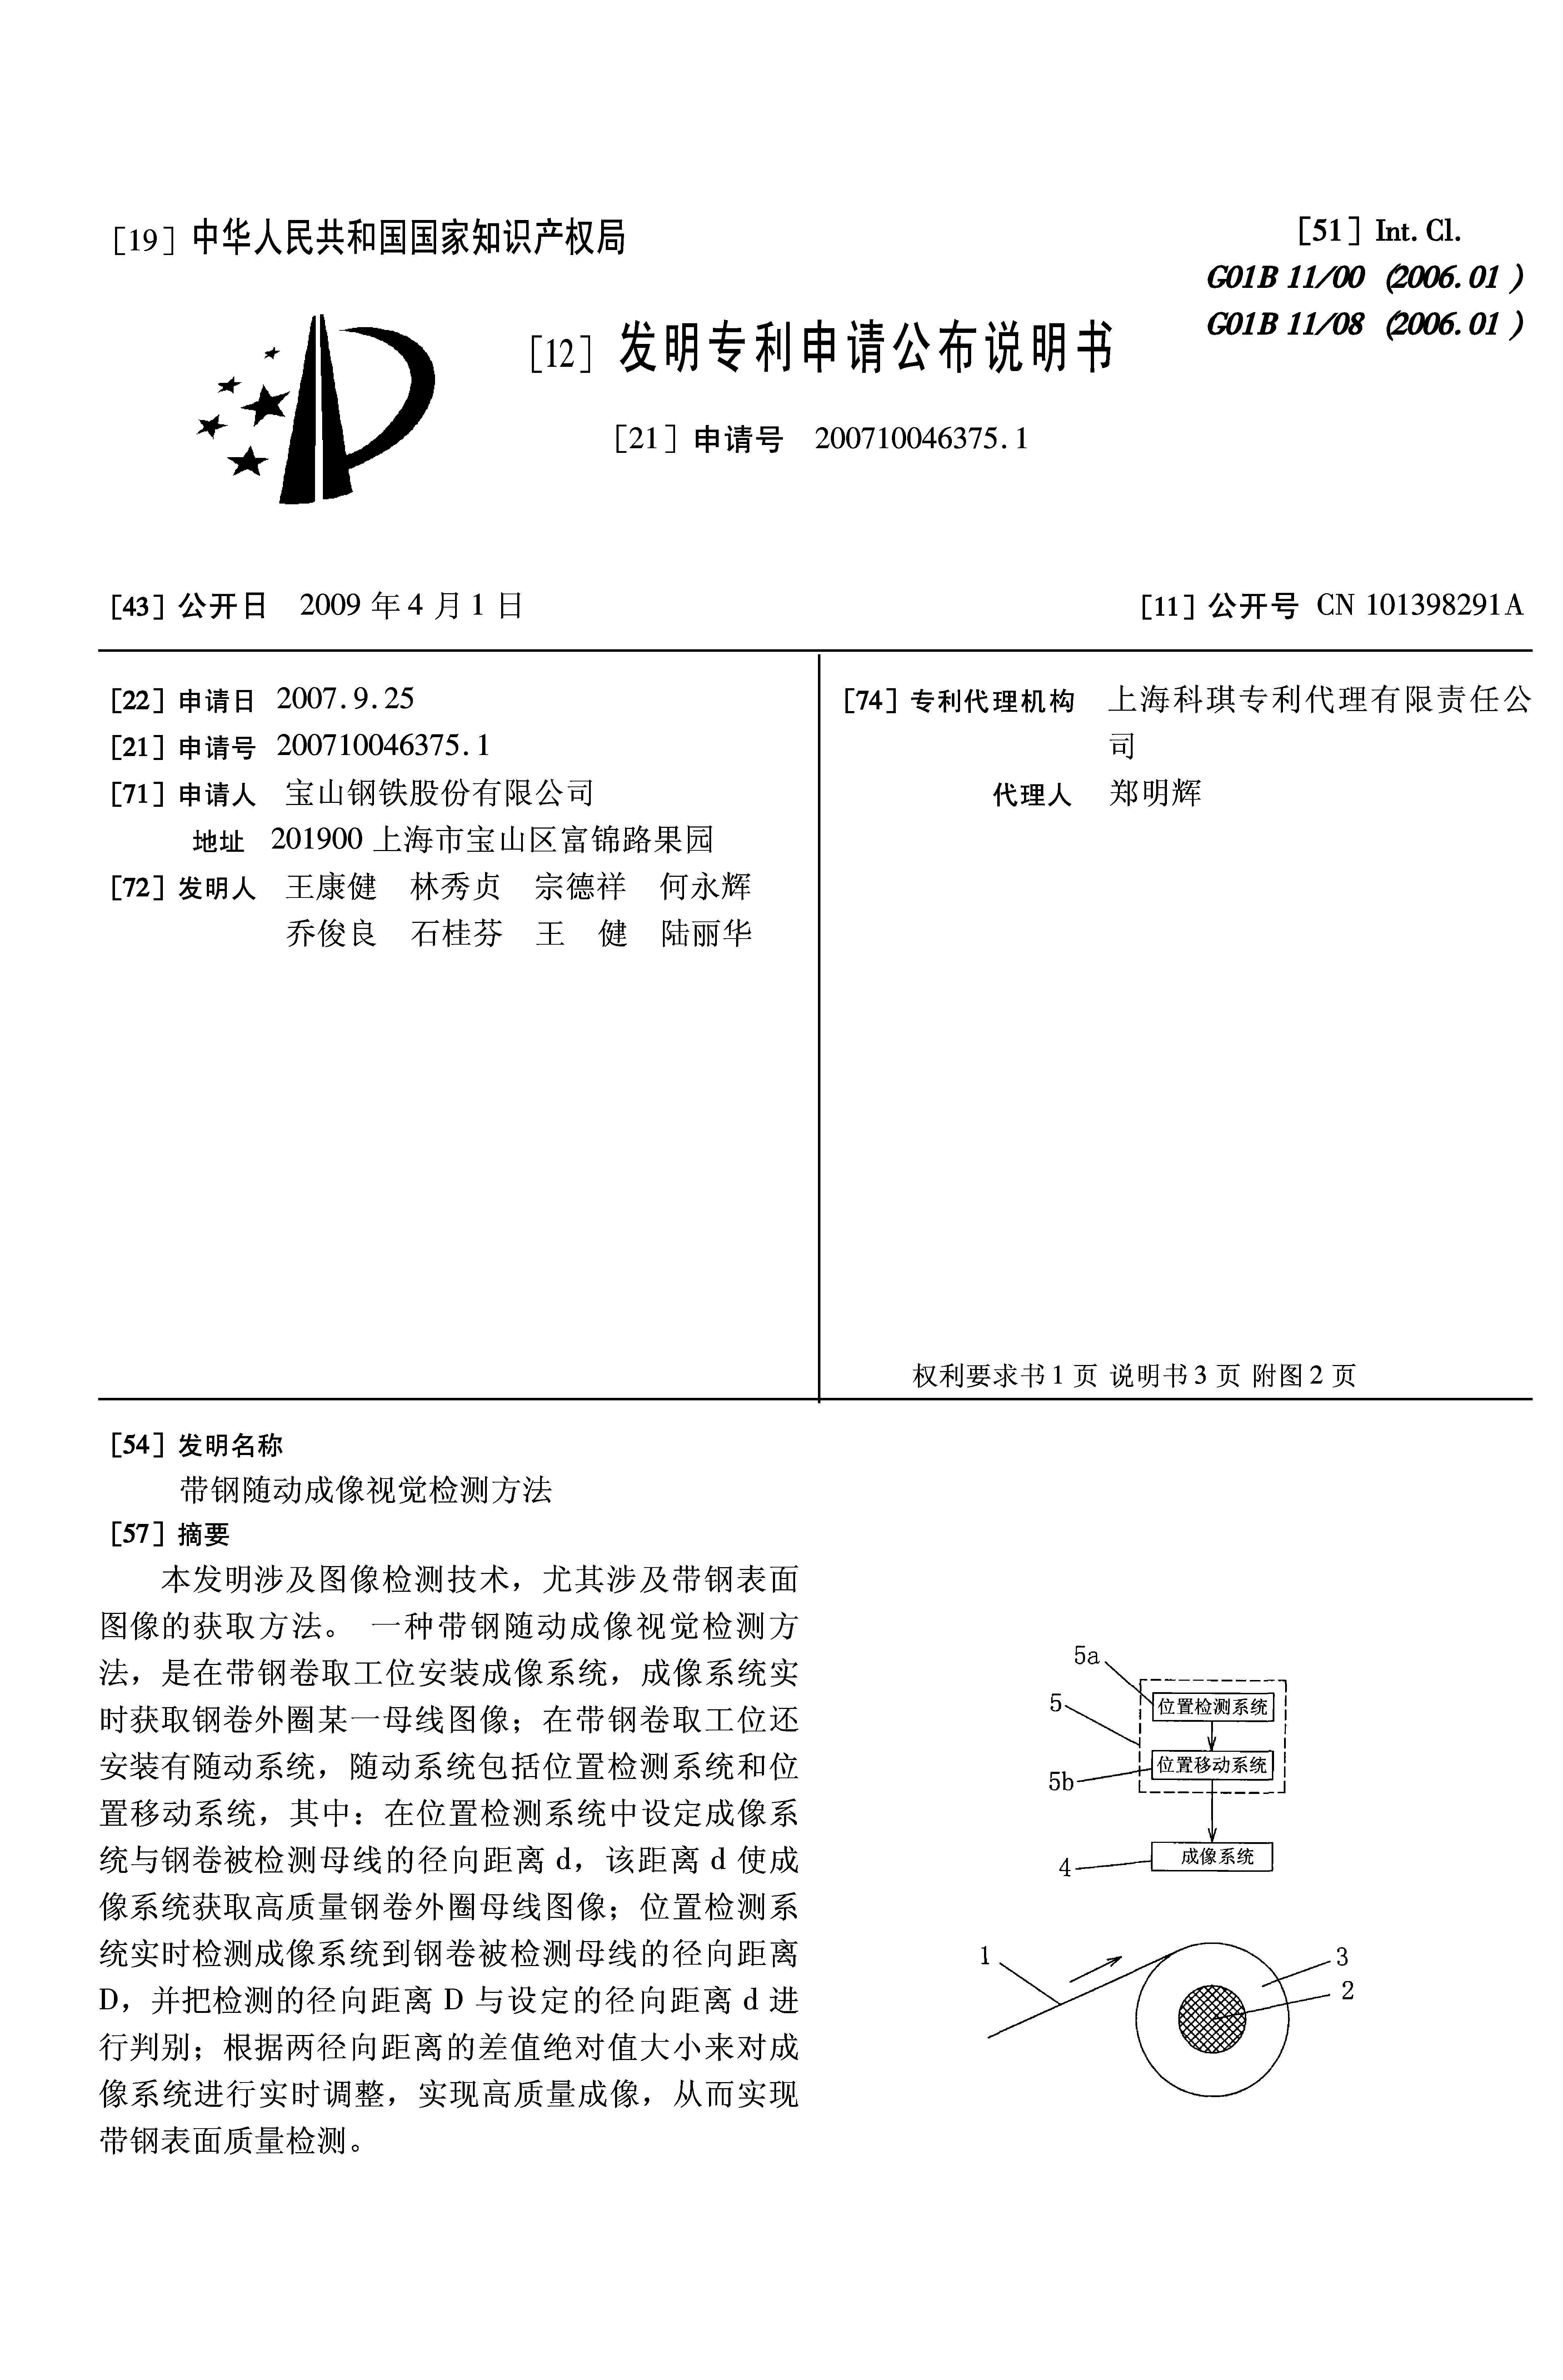 [19] 中华人民共和国国家知识产权局
[51] Int. Cl.
G01B 11/00 (2006.01)
G01B 11/08 (2006.01)
[12] 发明专利申请公布说明书
[21] 申请号 200710046375.1
[43] 公开日 2009 年 4 月 1 日
[11] 公开号 CN 101398291A
[22] 申请日 2007.9.25
[21] 申请号 200710046375.1
[71] 申请人 宝山钢铁股份有限公司
地址 201900 上海市宝山区富锦路果园
[72] 发明人 王康健 林秀贞 宗德祥 何永辉
乔俊良 石桂芬 王 健 陆丽华
[74] 专利代理机构 上海科琪专利代理有限责任公
司
代理人 郑明辉
权利要求书 1 页 说明书 3 页 附图 2 页
[54] 发明名称
带钢随动成像视觉检测方法
[57] 摘要
本发明涉及图像检测技术，尤其涉及带钢表面
图像的获取方法。 一种带钢随动成像视觉检测方
法，是在带钢卷取工位安装成像系统，成像系统实
时获取钢卷外圈某一母线图像；在带钢卷取工位还
安装有随动系统，随动系统包括位置检测系统和位
置移动系统，其中：在位置检测系统中设定成像系
统与钢卷被检测母线的径向距离 d，该距离 d 使成
像系统获取高质量钢卷外圈母线图像；位置检测系
统实时检测成像系统到钢卷被检测母线的径向距离
D，并把检测的径向距离 D 与设定的径向距离 d 进
行判别；根据两径向距离的差值绝对值大小来对成
像系统进行实时调整，实现高质量成像，从而实现
带钢表面质量检测。
5a
位置检测系统
5
位置移动系统
5b
成像系统
4
1
3
2